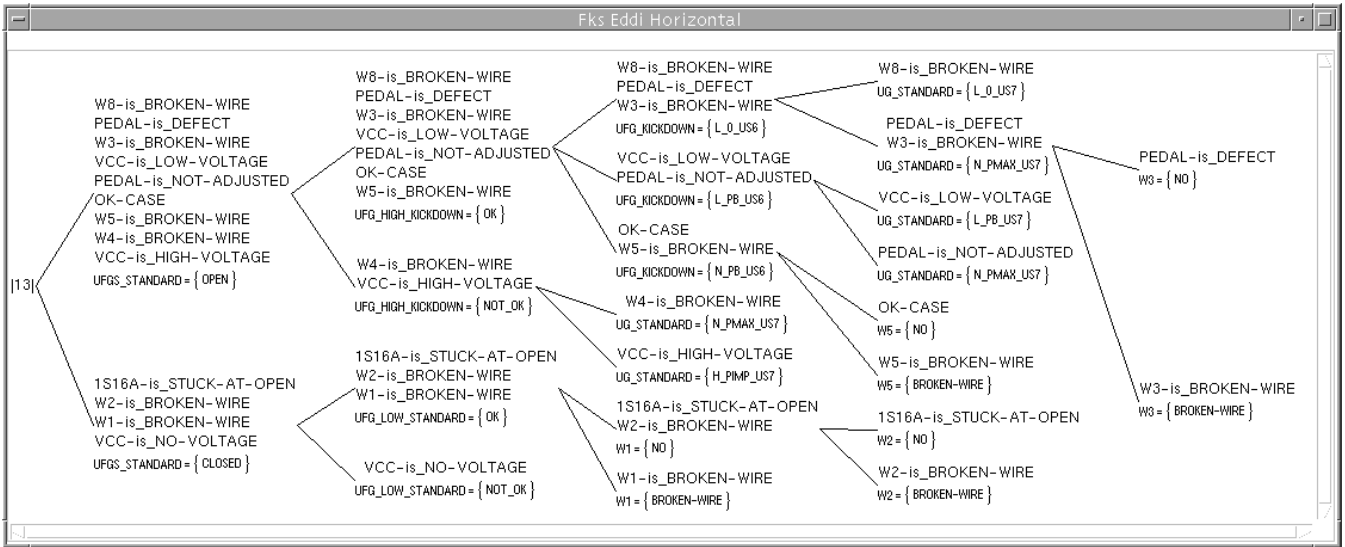 Fks Eddi Horizontal
|13|
W8-is_BROKEN-WIRE
PEDAL-is_DEFECT
W3-is_BROKEN-WIRE
VCC-is_LOW-VOLTAGE
PEDAL-is_NOT-ADJUSTED
OK-CASE
W5-is_BROKEN-WIRE
W4-is_BROKEN-WIRE
VCC-is_HIGH-VOLTAGE
UFGS_STANDARD = { OPEN }
1S16A-is_STUCK-AT-OPEN
W2-is_BROKEN-WIRE
W1-is_BROKEN-WIRE
VCC-is_NO-VOLTAGE
UFGS_STANDARD = { CLOSED }
W8-is_BROKEN-WIRE
PEDAL-is_DEFECT
W3-is_BROKEN-WIRE
VCC-is_LOW-VOLTAGE
PEDAL-is_NOT-ADJUSTED
OK-CASE
W5-is_BROKEN-WIRE
UFG_HIGH_KICKDOWN = { OK }
W4-is_BROKEN-WIRE
VCC-is_HIGH-VOLTAGE
UFG_HIGH_KICKDOWN = { NOT_OK }
1S16A-is_STUCK-AT-OPEN
W2-is_BROKEN-WIRE
W1-is_BROKEN-WIRE
UFG_LOW_STANDARD = { OK }
VCC-is_NO-VOLTAGE
UFG_LOW_STANDARD = { NOT_OK }
W8-is_BROKEN-WIRE
PEDAL-is_DEFECT
W3-is_BROKEN-WIRE
UFG_KICKDOWN = { L_0_US6 }
VCC-is_LOW-VOLTAGE
PEDAL-is_NOT-ADJUSTED
UFG_KICKDOWN = { L_PB_US6 }
OK-CASE
W5-is_BROKEN-WIRE
UFG_KICKDOWN = { N_PB_US6 }
W4-is_BROKEN-WIRE
UG_STANDARD = { N_PMAX_US7 }
VCC-is_HIGH-VOLTAGE
UG_STANDARD = { H_PIMP_US7 }
1S16A-is_STUCK-AT-OPEN
W2-is_BROKEN-WIRE
W1 = { NO }
W1-is_BROKEN-WIRE
W1 = { BROKEN-WIRE }
W8-is_BROKEN-WIRE
UG_STANDARD = { L_0_US7 }
PEDAL-is_DEFECT
W3-is_BROKEN-WIRE
UG_STANDARD = { N_PMAX_US7 }
VCC-is_LOW-VOLTAGE
UG_STANDARD = { L_PB_US7 }
PEDAL-is_NOT-ADJUSTED
UG_STANDARD = { N_PMAX_US7 }
OK-CASE
W5 = { NO }
W5-is_BROKEN-WIRE
W5 = { BROKEN-WIRE }
1S16A-is_STUCK-AT-OPEN
W2 = { NO }
W2-is_BROKEN-WIRE
W2 = { BROKEN-WIRE }
PEDAL-is_DEFECT
W3 = { NO }
W3-is_BROKEN-WIRE
W3 = { BROKEN-WIRE }